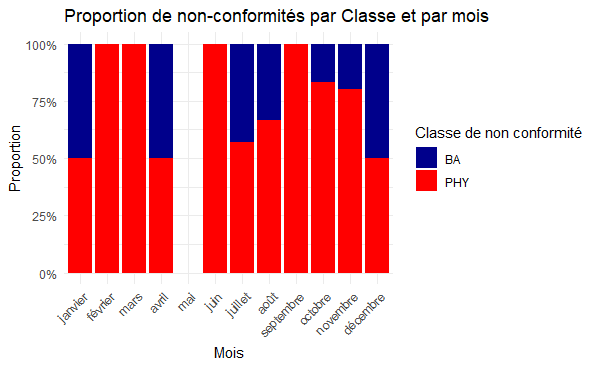 Proportion de non-conformités par Classe et par mois
100%
75%
50%
25%
0%
Proportion
janvier
février
mars
avril
mai
juin
juillet
août
septembre
octobre
novembre
décembre
Mois
Classe de non conformité
BA
PHY